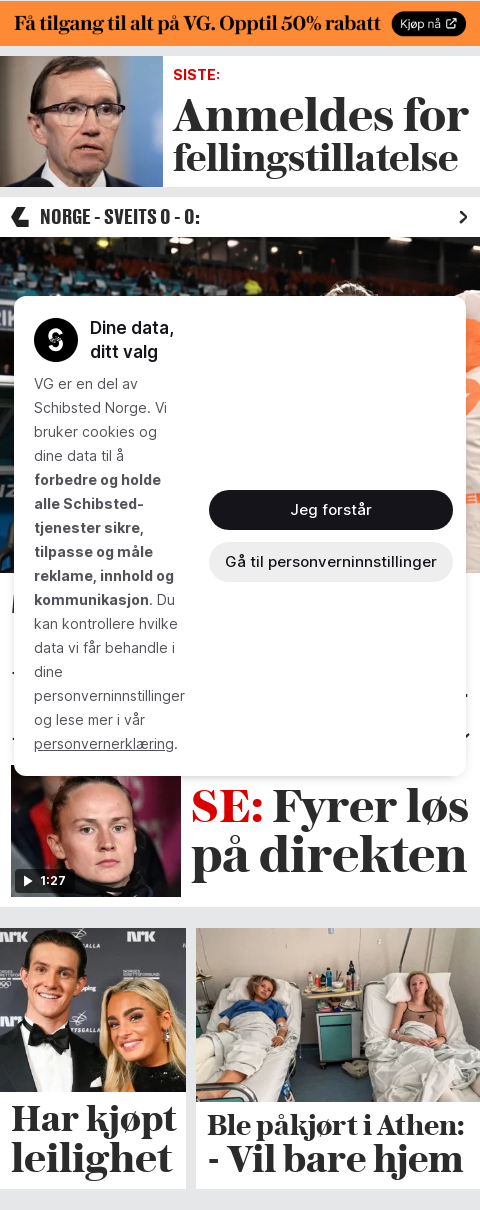 Få tilgang til alt på VG. Opptil 50% rabatt
Kjøp nå
SISTE:
Anmeldes for
fellingstillatelse
NORGE - SVEITS 0 - 0:
Dine data,
ditt valg
VG er en del av
Schibsted Norge. Vi
bruker cookies og
dine data til å
forbedre og holde
alle Schibsted-
tjenester sikre,
tilpasse og måle
reklame, innhold og
kommunikasjon. Du
kan kontrollere hvilke
data vi får behandle i
dine
personverninnstillinger
og lese mer i vår
personvernerklæring.
Jeg forstår
Gå til personverninnstillinger
1:27
SE: Fyrer løs
på direkten
nrk
nrk
Har kjøpt
leilighet
Ble påkjørt i Athen:
- Vil bare hjem